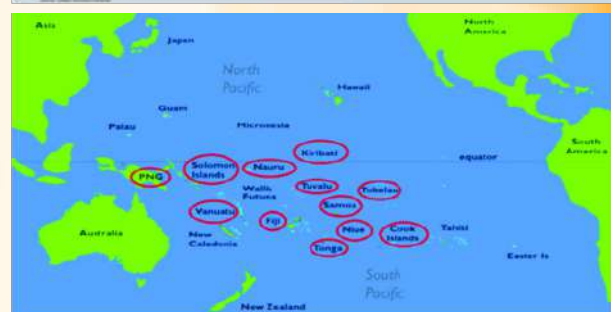 Asia
North
America
Japan
North
Pacific
Hawaii
Guam
Palau
Micronesia
Kiribati
South
America
equator
PNG
Solomon
Islands
Nauru
Tuvalu
Tokelau
Wallis
Futuna
Samoa
Vanuatu
Fiji
Niue
Cook
Islands
Tahiti
Australia
New
Caledonia
Tonga
Easter Is
South
Pacific
New Zealand